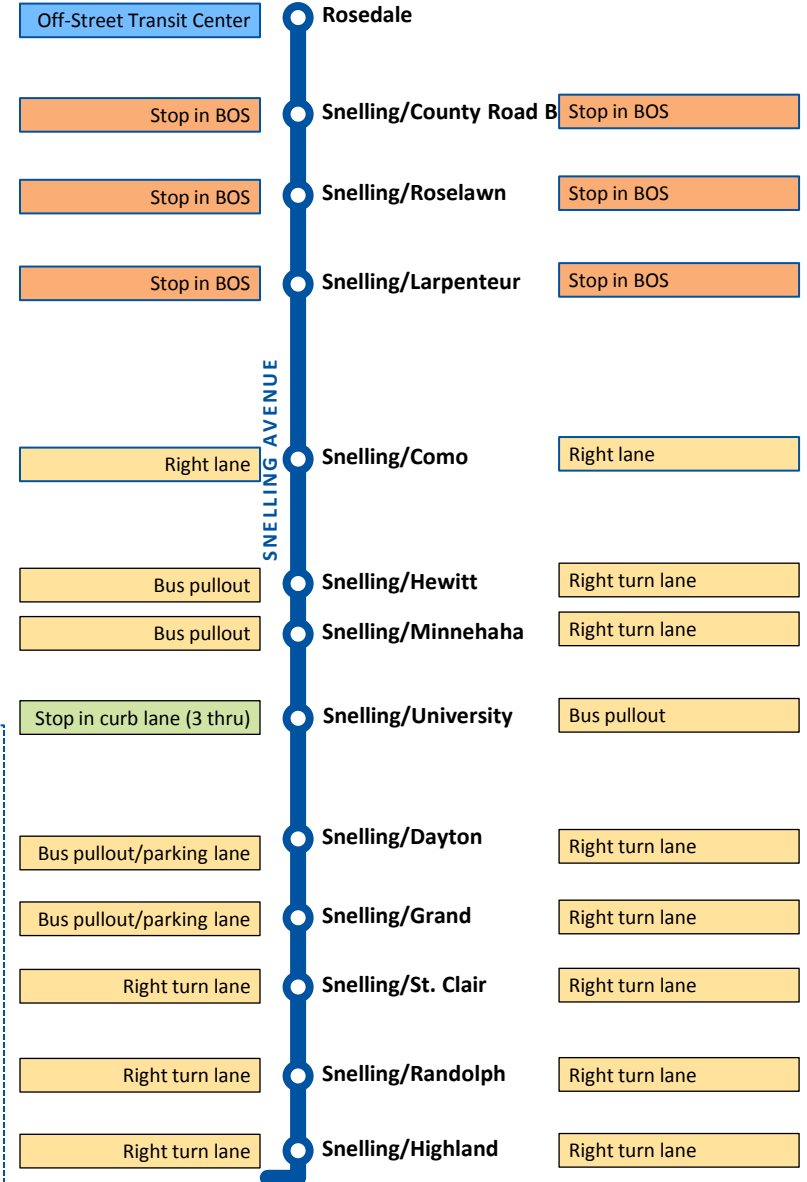 Off-Street Transit Center Rosedale
Stop in BOS Snelling/County Road B Stop in BOS
Stop in BOS Snelling/Roselawn Stop in BOS
Stop in BOS Snelling/Larpenteur Stop in BOS
SNELLING AVENUE
Right lane Snelling/Como Right lane
Bus pullout Snelling/Hewitt Right turn lane
Bus pullout Snelling/Minnehaha Right turn lane
Stop in curb lane (3 thru) Snelling/University Bus pullout
Bus pullout/parking lane Snelling/Dayton Right turn lane
Bus pullout/parking lane Snelling/Grand Right turn lane
Right turn lane Snelling/St. Clair Right turn lane
Right turn lane Snelling/Randolph Right turn lane
Right turn lane Snelling/Highland Right turn lane